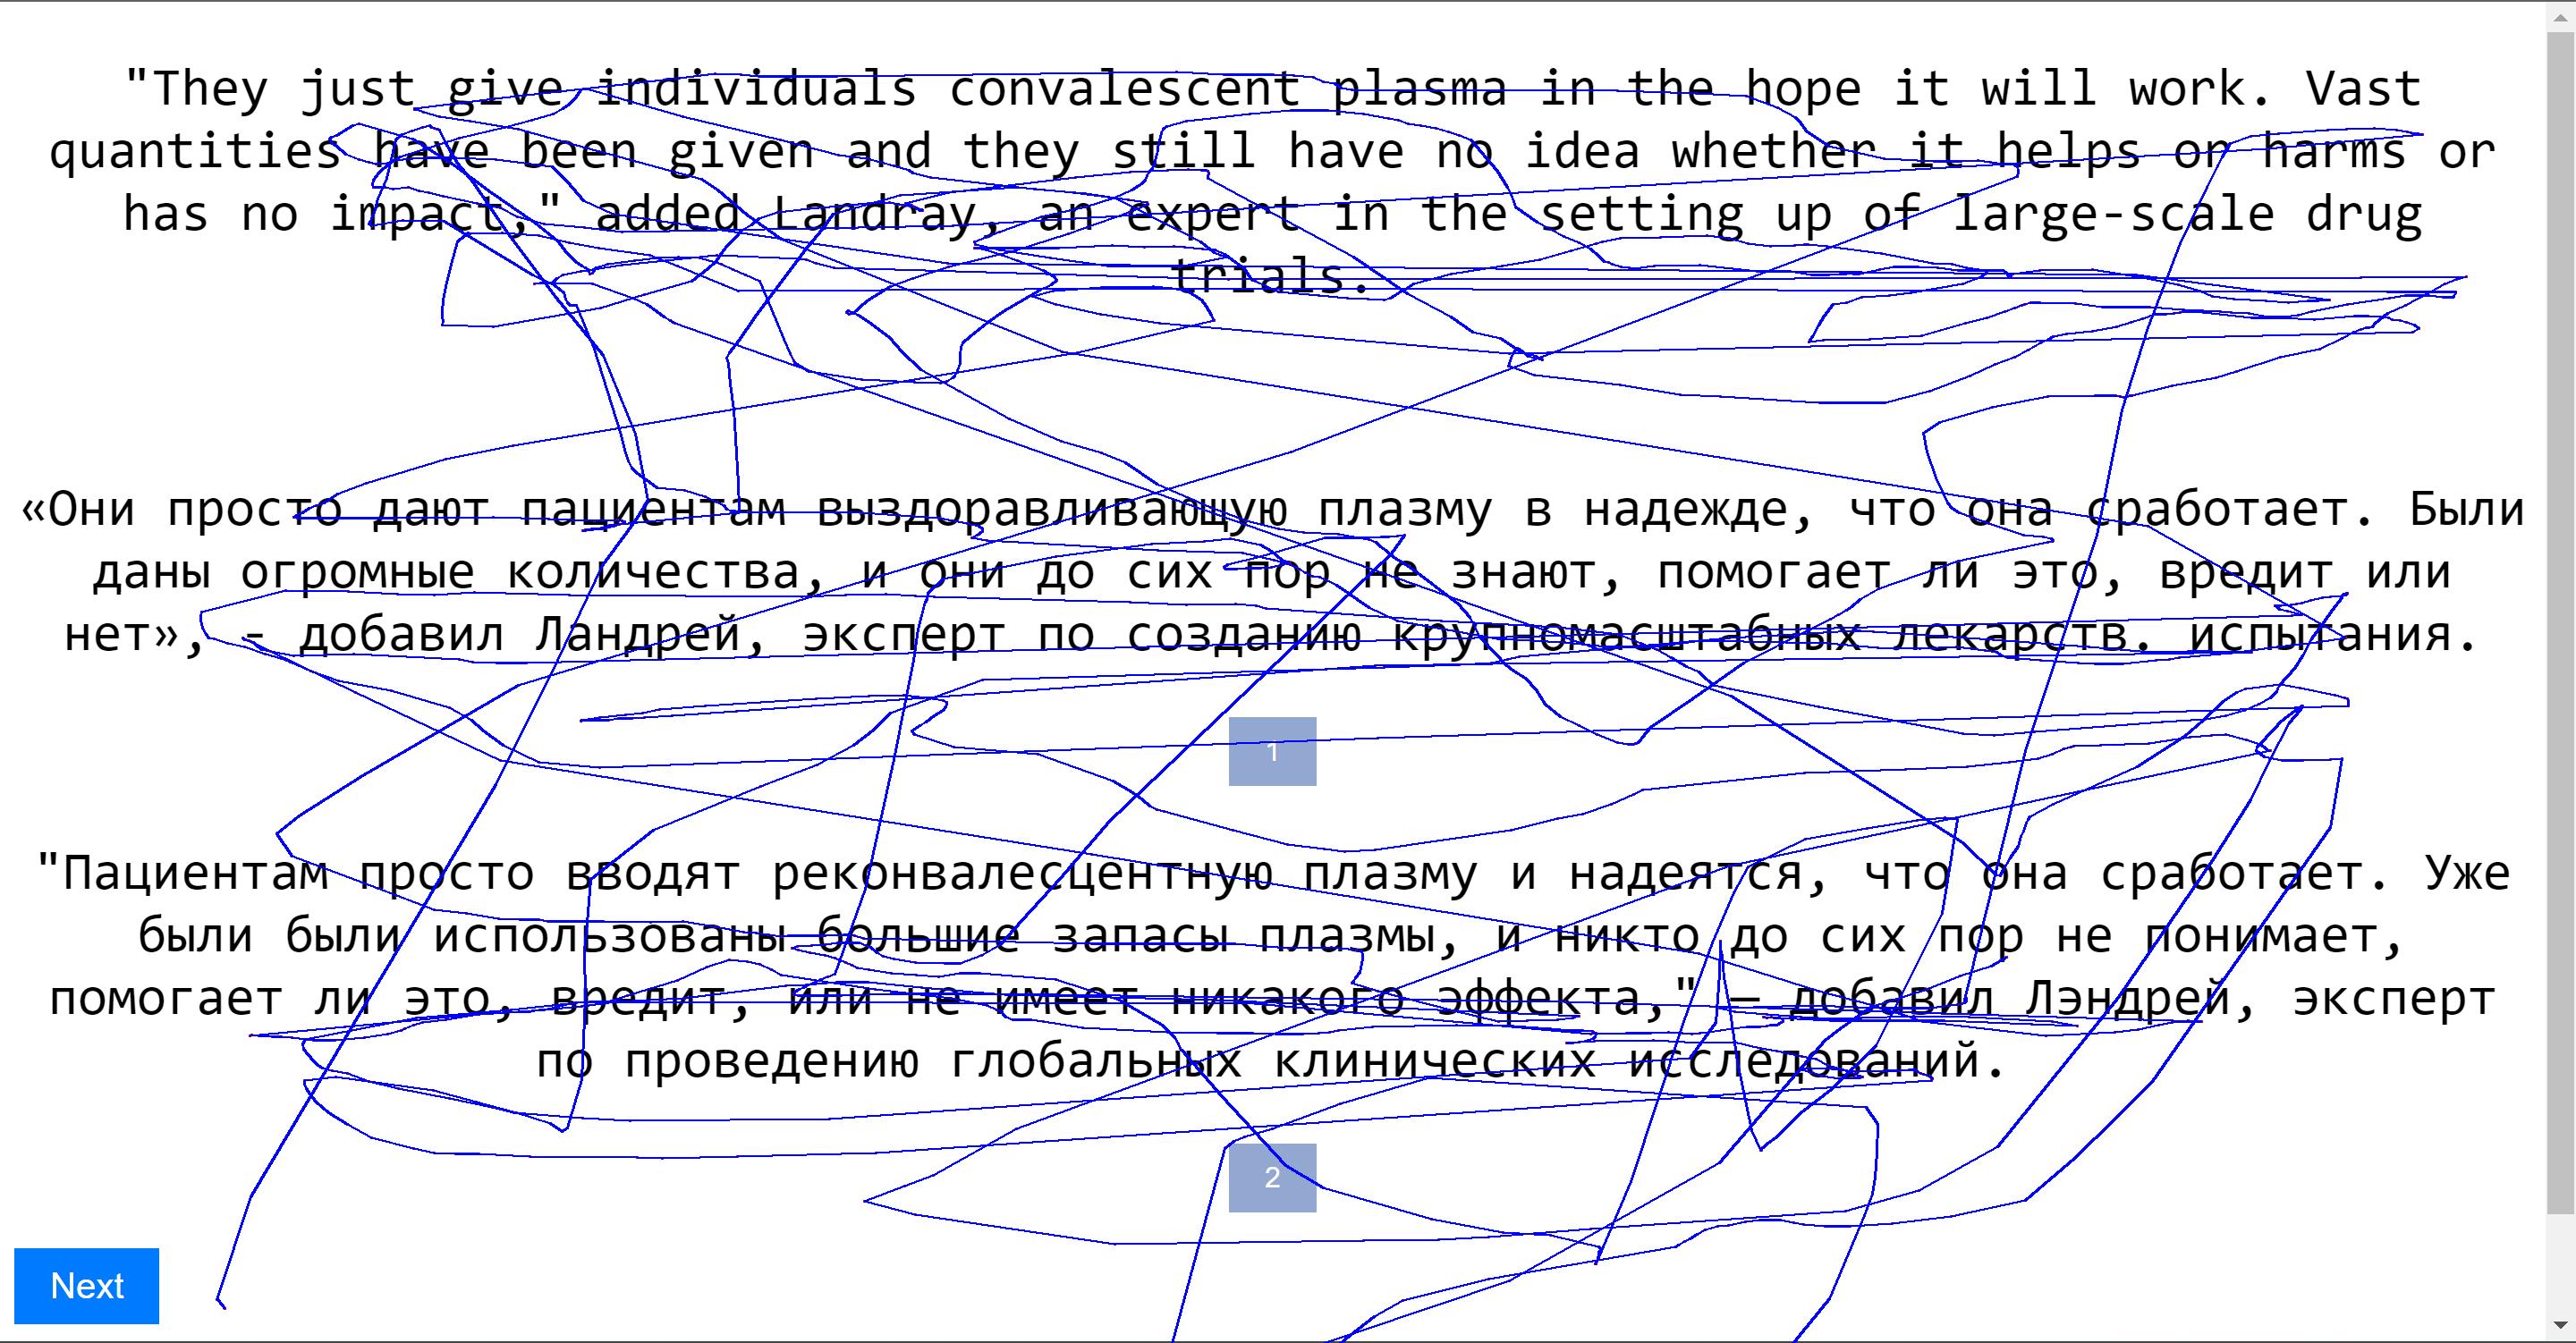 "They just give individuals convalescent plasma in the hope it will work. Vast
quantities have been given and they still have no idea whether it helps or harms or
has no impact," added Landray, an expert in the setting up of large-scale drug
trials.
«Они просто дают пациентам выздоравливающую плазму в надежде, что она сработает. Были
даны огромные количества, и они до сих пор не знают, помогает ли это, вредит или
нет», - добавил Ландрей, эксперт по созданию крупномасштабных лекарств. испытания.
1
"Пациентам просто вводят реконвалесцентную плазму и надеятся, что она сработает. Уже
были были использованы большие запасы плазмы, и никто до сих пор не понимает,
помогает ли это, вредит, или не имеет никакого эффекта," — добавил Лэндрей, эксперт
по проведению глобальных клинических исследований.
2
Next